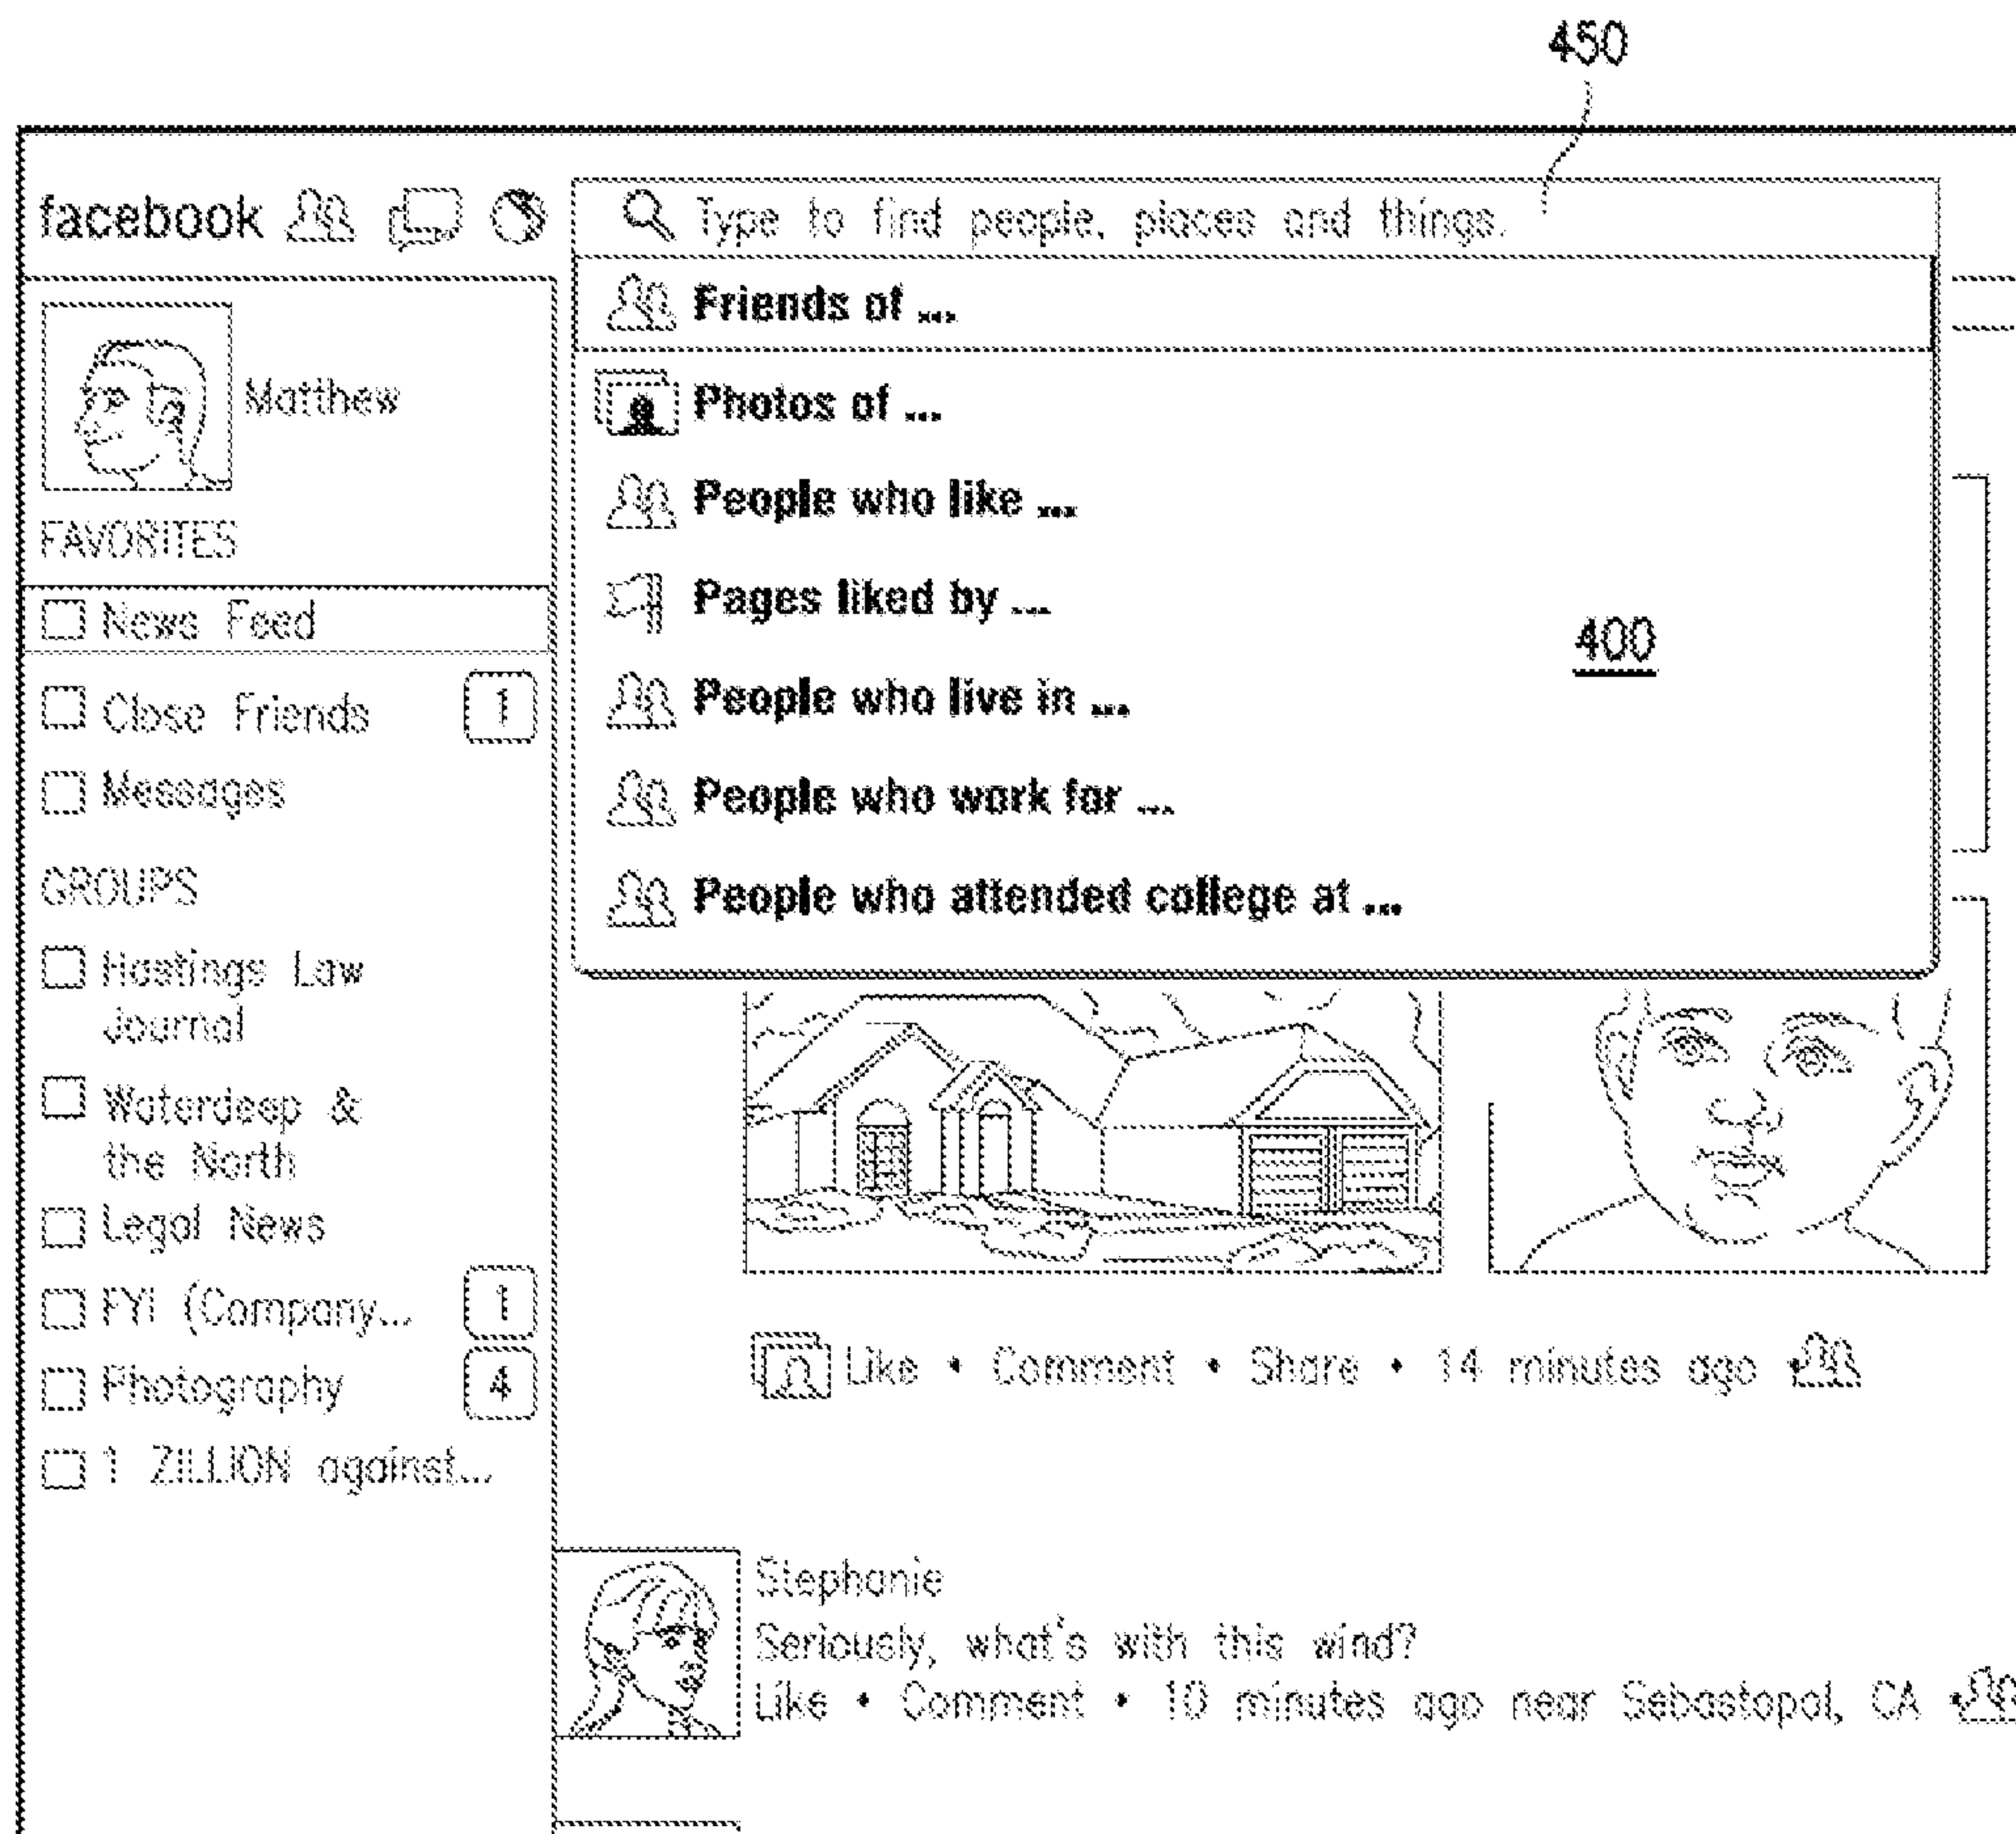 450
facebook
Type to find people, places and things.
Friends of ...
Photos of ...
People who like ...
Pages liked by ...
People who live in ...
People who work for ...
People who attended college at ...
400
Matthew
FAVORITES
News Feed
Close Friends 1
Messages
GROUPS
Hastings Law
Journal
Waterdeep &
the North
Legal News
FYI (Company... 1
Photography 4
1 ZILLION against...
Like • Comment • Share • 14 minutes ago •
Stephanie
Seriously, what's with this wind?
Like • Comment • 10 minutes ago near Sebastopol, CA •